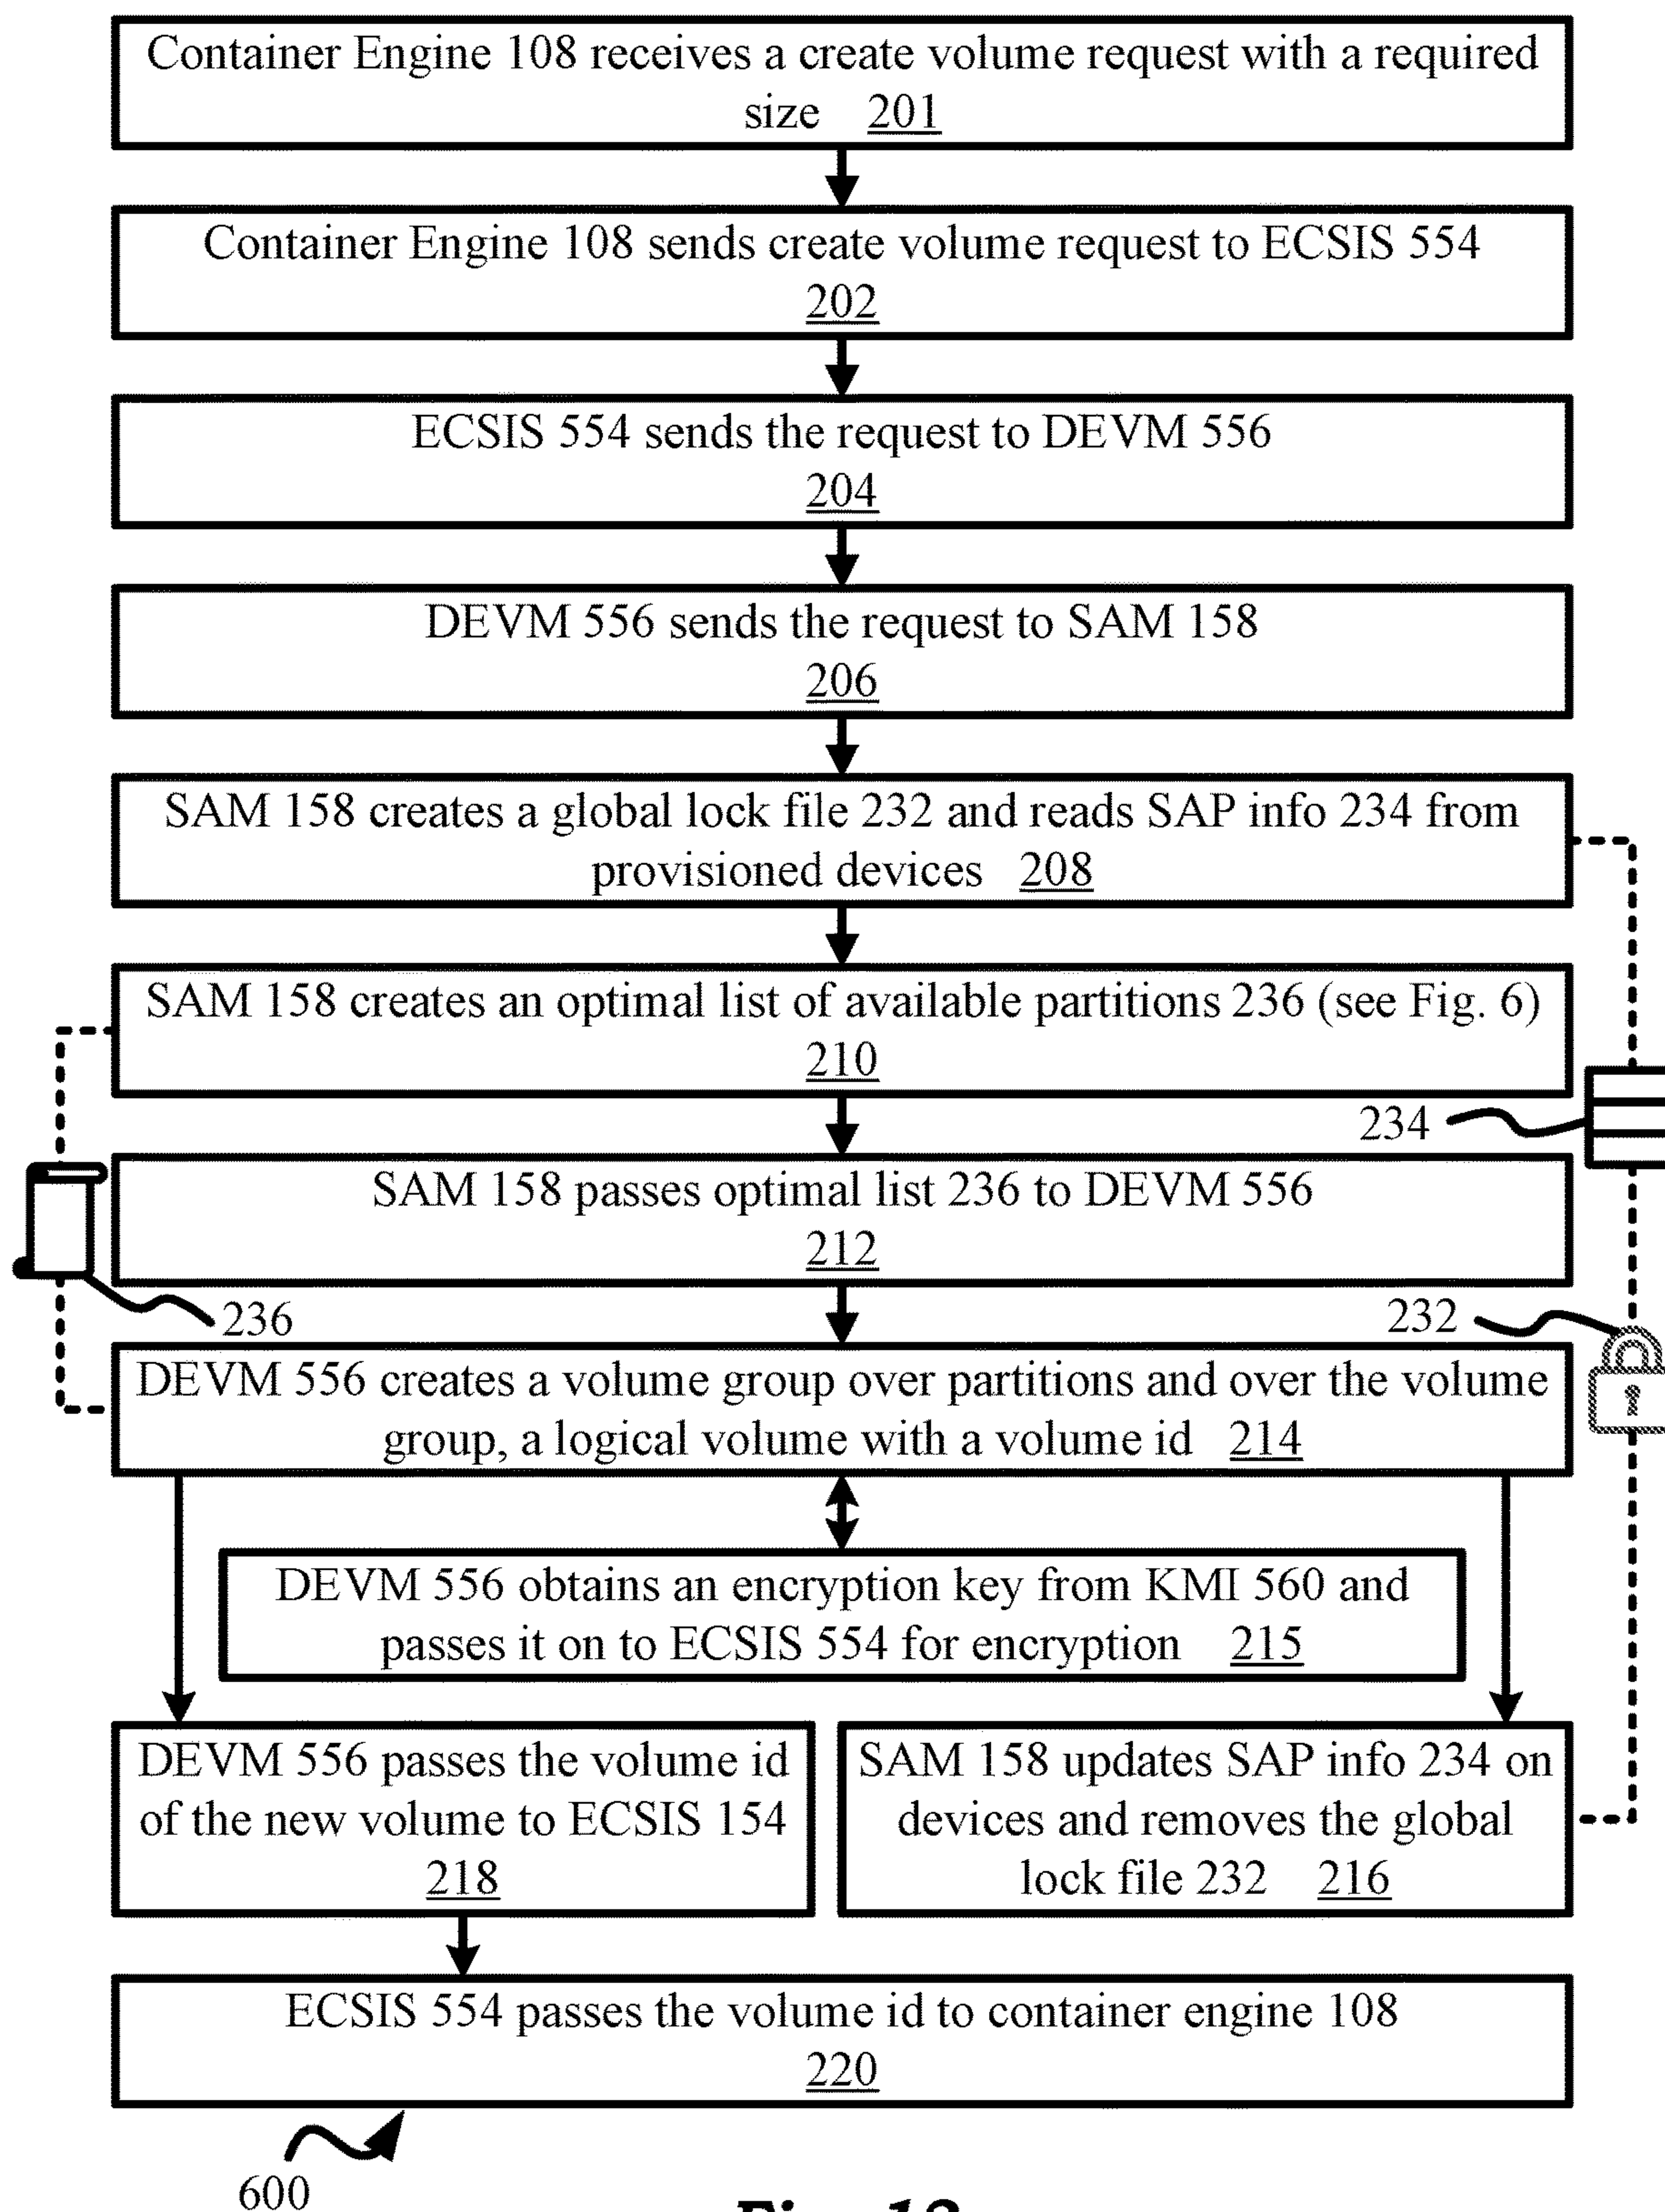 Container Engine 108 receives a create volume request with a required
size 201
Container Engine 108 sends create volume request to ECSIS 554
202
ECSIS 554 sends the request to DEVM 556
204
DEVM 556 sends the request to SAM 158
206
SAM 158 creates a global lock file 232 and reads SAP info 234 from
provisioned devices 208
SAM 158 creates an optimal list of available partitions 236 (see Fig. 6)
210
234
SAM 158 passes optimal list 236 to DEVM 556
212
236
232
DEVM 556 creates a volume group over partitions and over the volume
group, a logical volume with a volume id 214
DEVM 556 obtains an encryption key from KMI 560 and
passes it on to ECSIS 554 for encryption 215
DEVM 556 passes the volume id
of the new volume to ECSIS 154
218
SAM 158 updates SAP info 234 on
devices and removes the global
lock file 232 216
ECSIS 554 passes the volume id to container engine 108
220
600